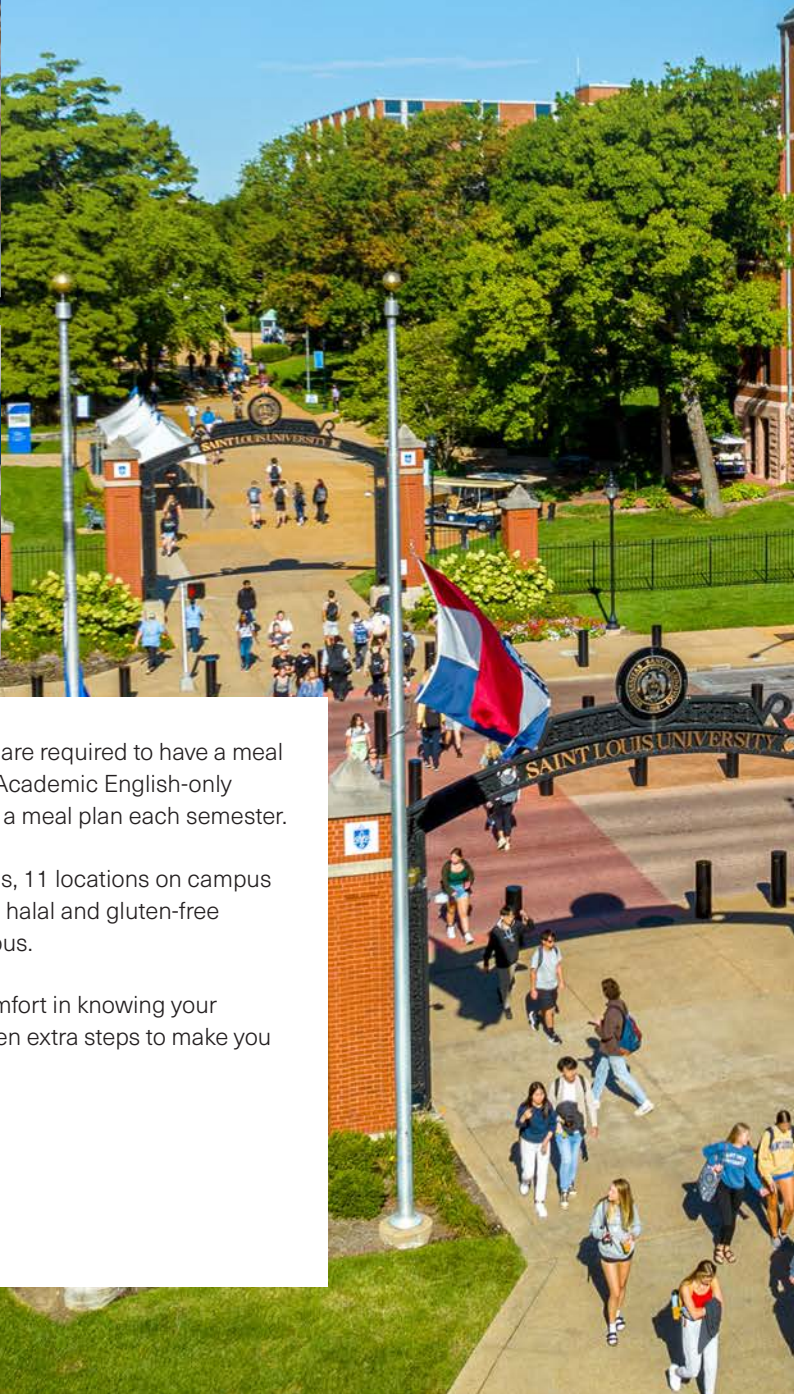 SAINT LOUIS UNIVERSITY
SAINT LOUIS UNIVERSITY
are required to have a meal
Academic English-only
a meal plan each semester.
s, 11 locations on campus
halal and gluten-free
ous.
mfort in knowing your
en extra steps to make you